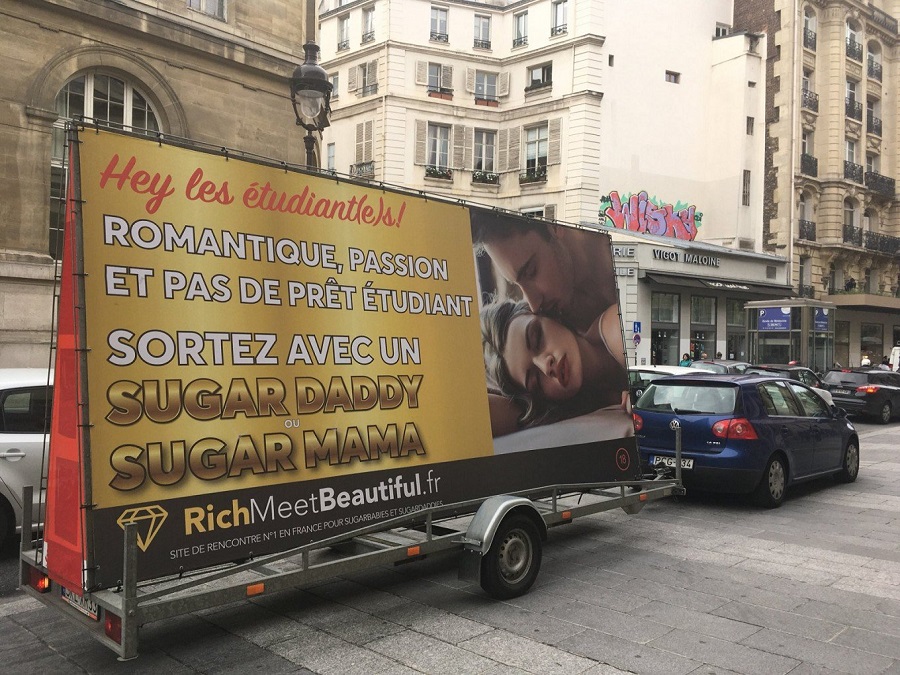 Hey les étudiant(e)s!
ROMANTIQUE, PASSION
ET PAS DE PRÊT ÉTUDIANT
SORTEZ AVEC UN
SUGAR DADDY
OU
SUGAR MAMA
RichMeetBeautiful.fr
SITE DE RENCONTRE N°1 EN FRANCE POUR SUGARBABIES ET SUGARDADDIES
18
Wisky
VIGOT MALOINE
P